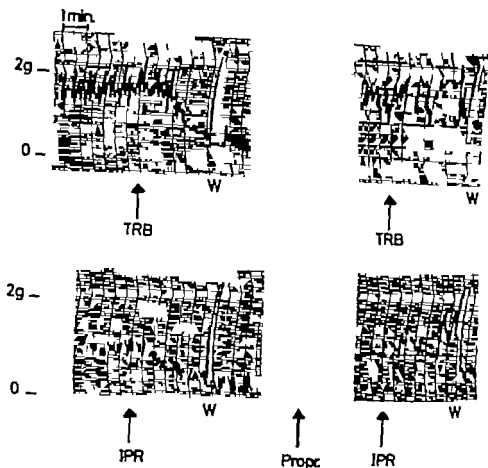 1min.
2g
0
W W
TRB TRB
2g
0
W W
IPR Propr. IPR